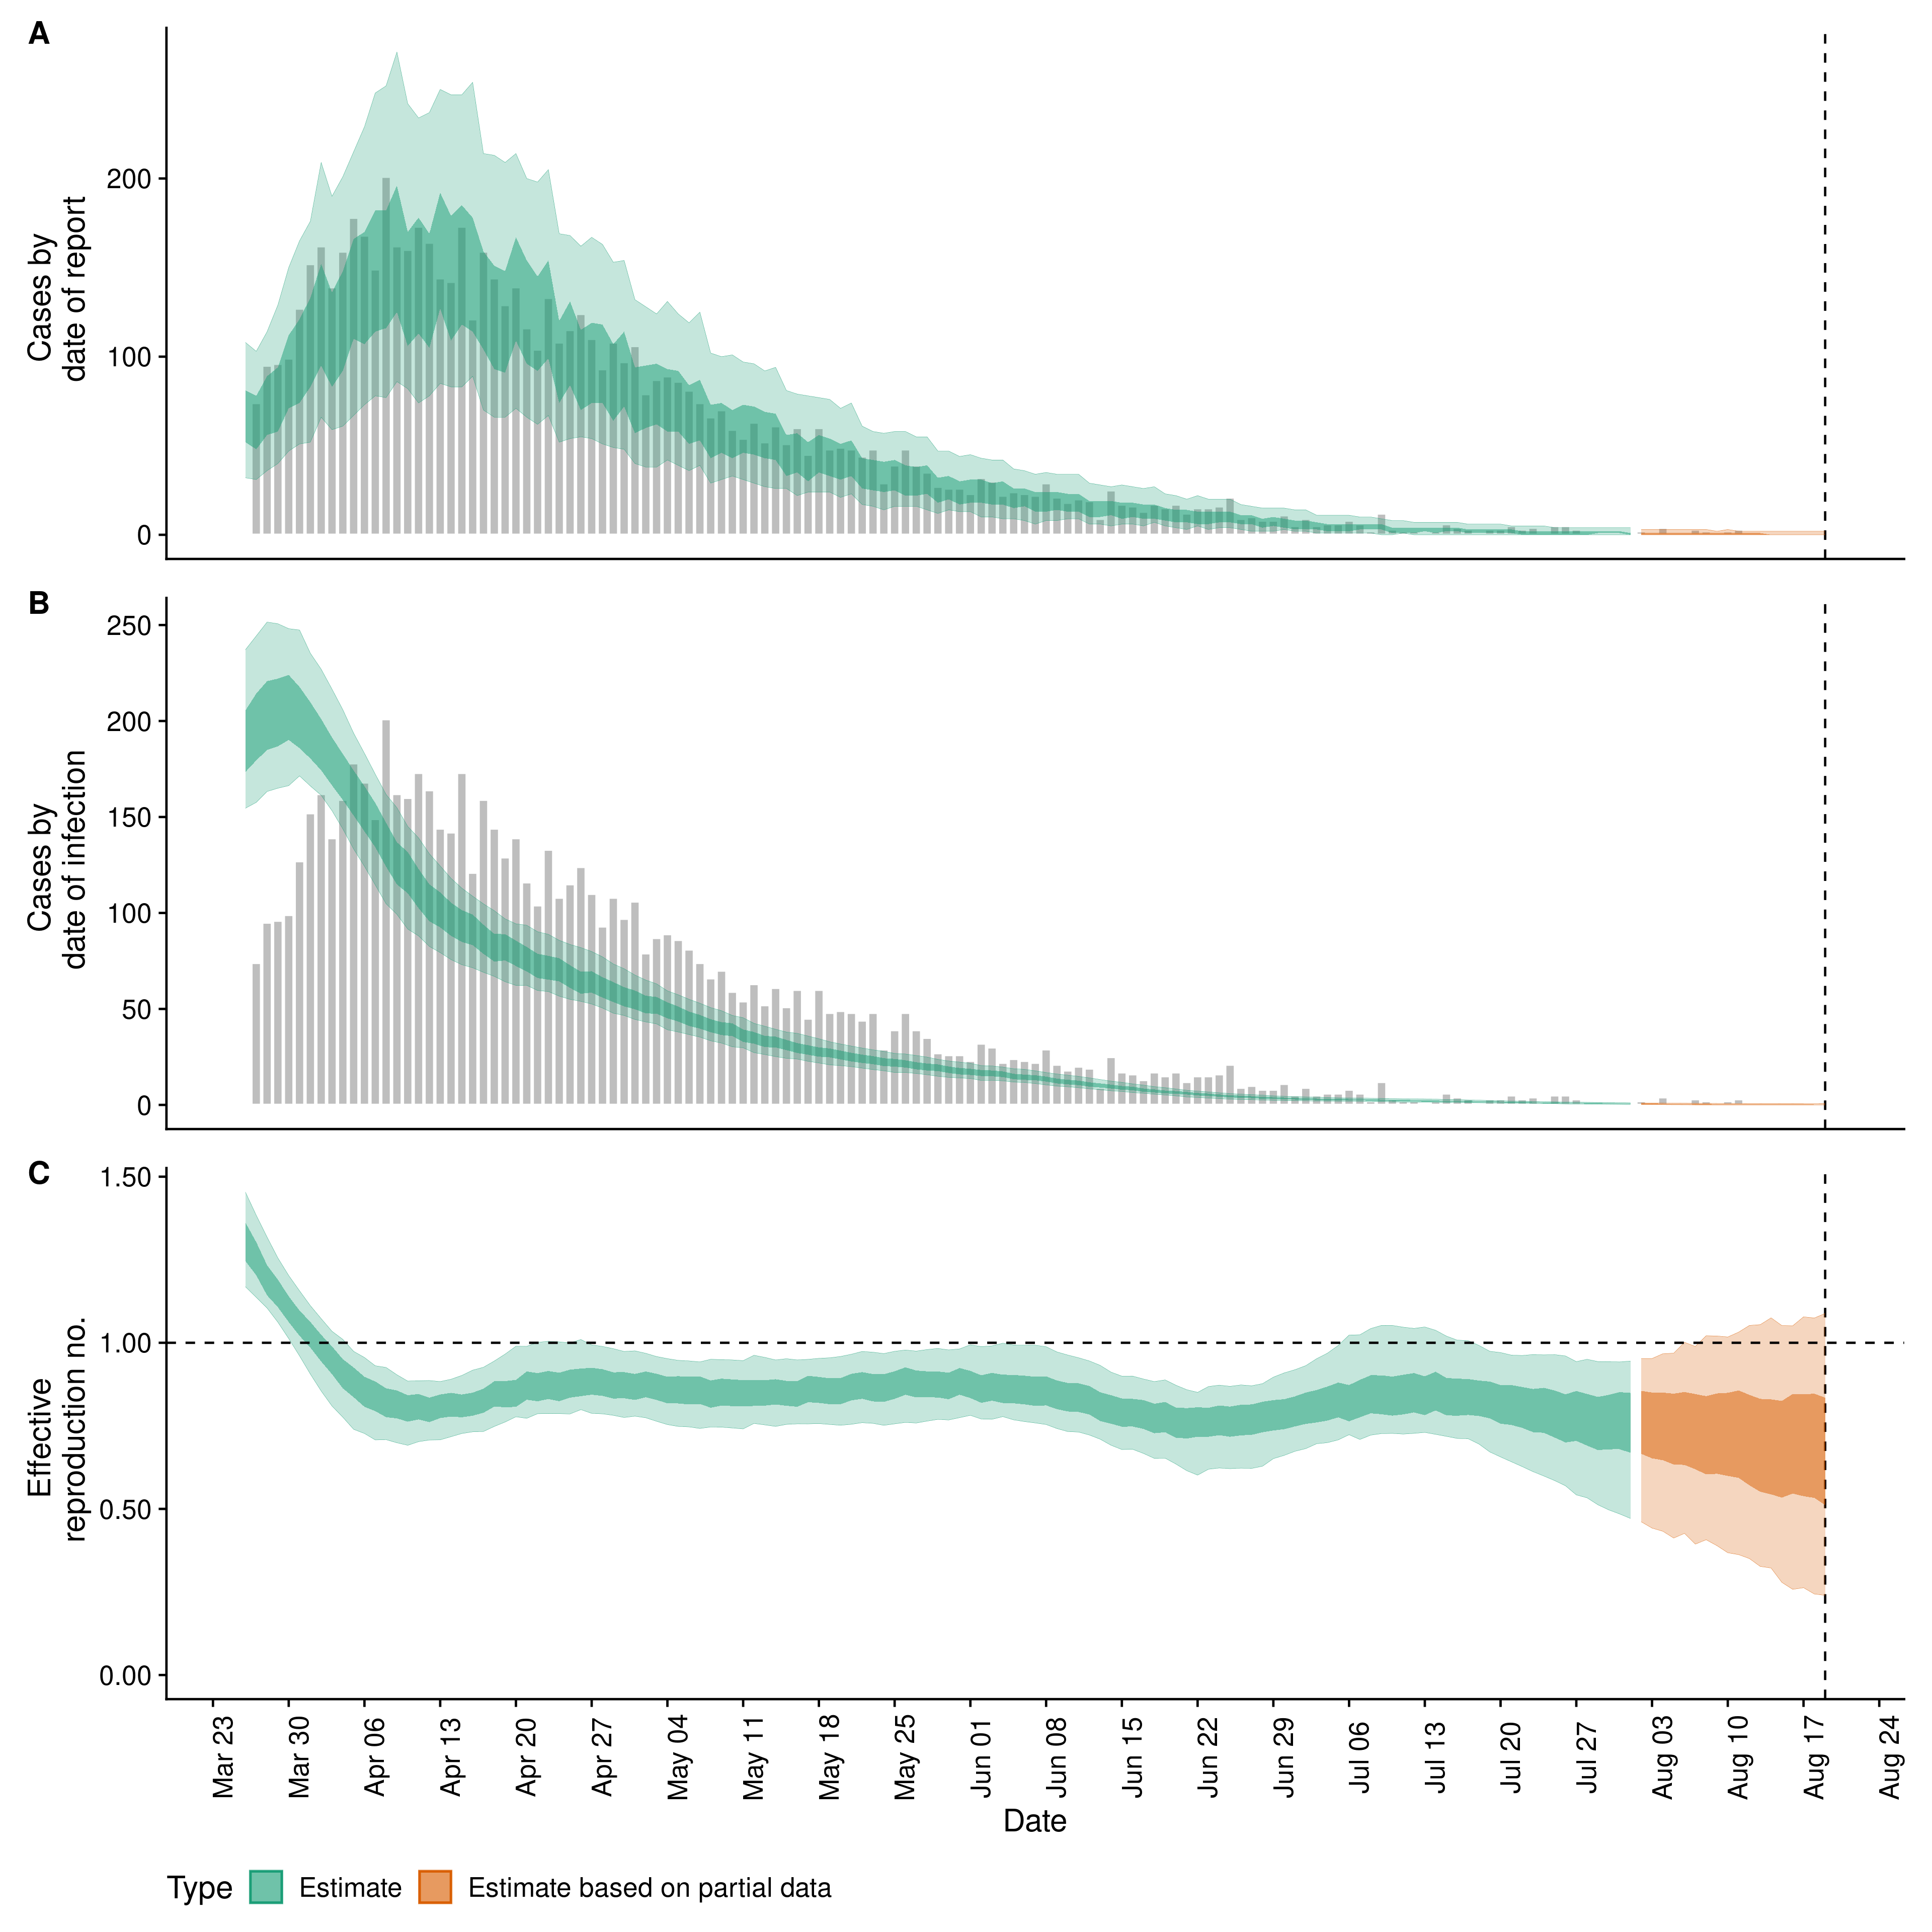 A
Cases by
date of report
200
100
0
B
Cases by
date of infection
250
200
150
100
50
0
C
Effective
reproduction no.
1.50
1.00
0.50
0.00
Mar 23
Mar 30
Apr 06
Apr 13
Apr 20
Apr 27
May 04
May 11
May 18
May 25
Jun 01
Jun 08
Jun 15
Jun 22
Jun 29
Jul 06
Jul 13
Jul 20
Jul 27
Aug 03
Aug 10
Aug 17
Aug 24
Date
Type Estimate Estimate based on partial data